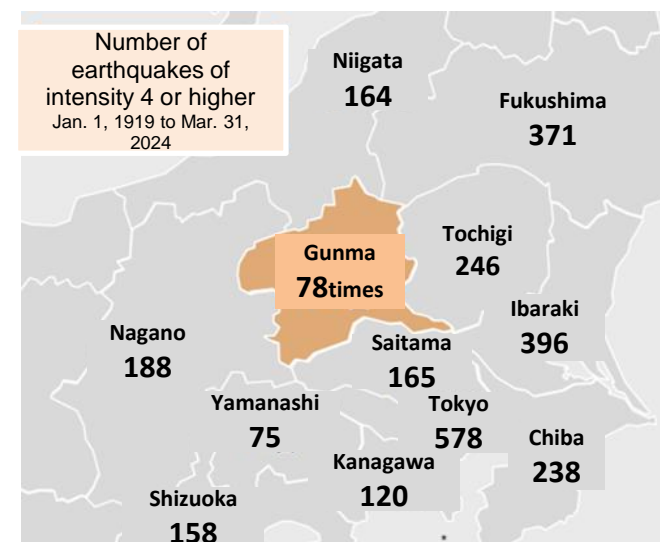 Number of
earthquakes of
intensity 4 or higher
Jan. 1, 1919 to Mar. 31,
2024
Niigata
164
Fukushima
371
Tochigi
246
Gunma
78times
Ibaraki
396
Nagano
188
Saitama
165
Yamanashi
75
Tokyo
578
Chiba
238
Kanagawa
120
Shizuoka
158